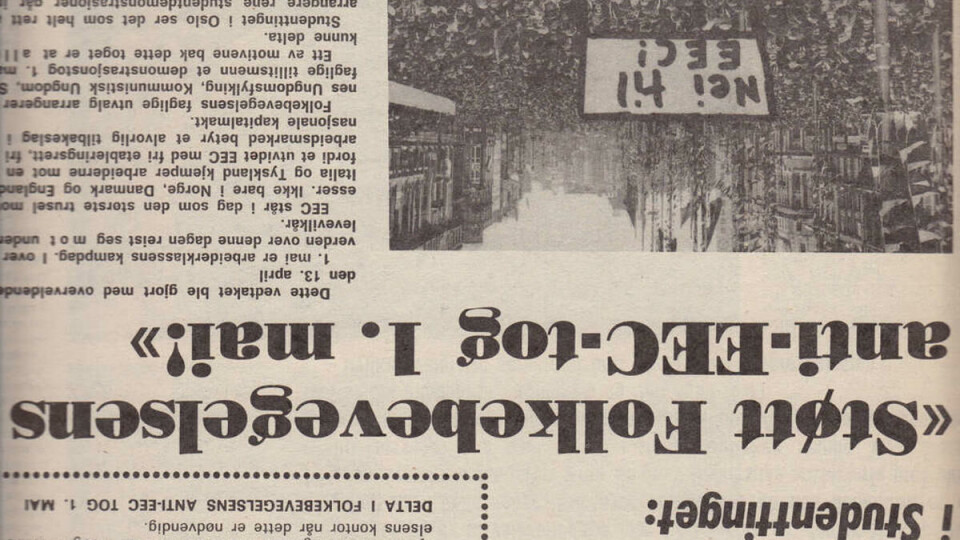 i Studenttinget:
elsens kontor når dette er nødvendig.
DELTA I FOLKEBEVEGELSENS ANTI-EEC TOG 1. MAI
«Støtt Folkebevegelsens
anti-EEC-tog 1. mai!»
Nei til
EEC!
Dette vedtaket ble gjort med overveldende
den 13. april
1. mai er arbeiderklassens kampdag. I over
verden over denne dagen reist seg mot under
levevilkår.
EEC står i dag som den største trusel mo
esser. Ikke bare i Norge, Danmark og England
Italia og Tyskland kjemper arbeiderne mot en
fordi et utvidet EEC med fri etableringsrett, fri
arbeidsmarked betyr et alvorlig tilbakeslag i
nasjonale kapitalmakt.
Folkebevegelsens faglige utvalg arrangerer
nes Ungdomsfylking, Kommunistisk Ungdom, S
faglige tillitsmenn et demonstrasjonstog 1. ma
Ett av motivene bak dette toget er at all
kunne delta.
Studenttinget i Oslo ser det som helt rett
arrangere rene studentdemonstrasjoner går i